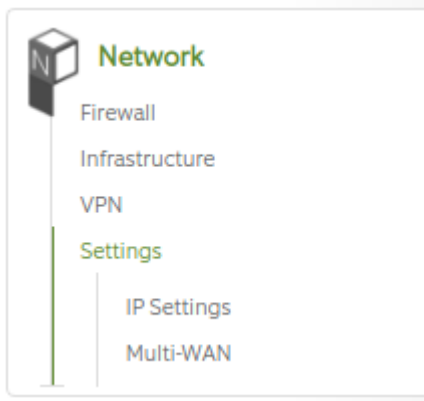 N
Network
Firewall
Infrastructure
VPN
Settings
IP Settings
Multi-WAN